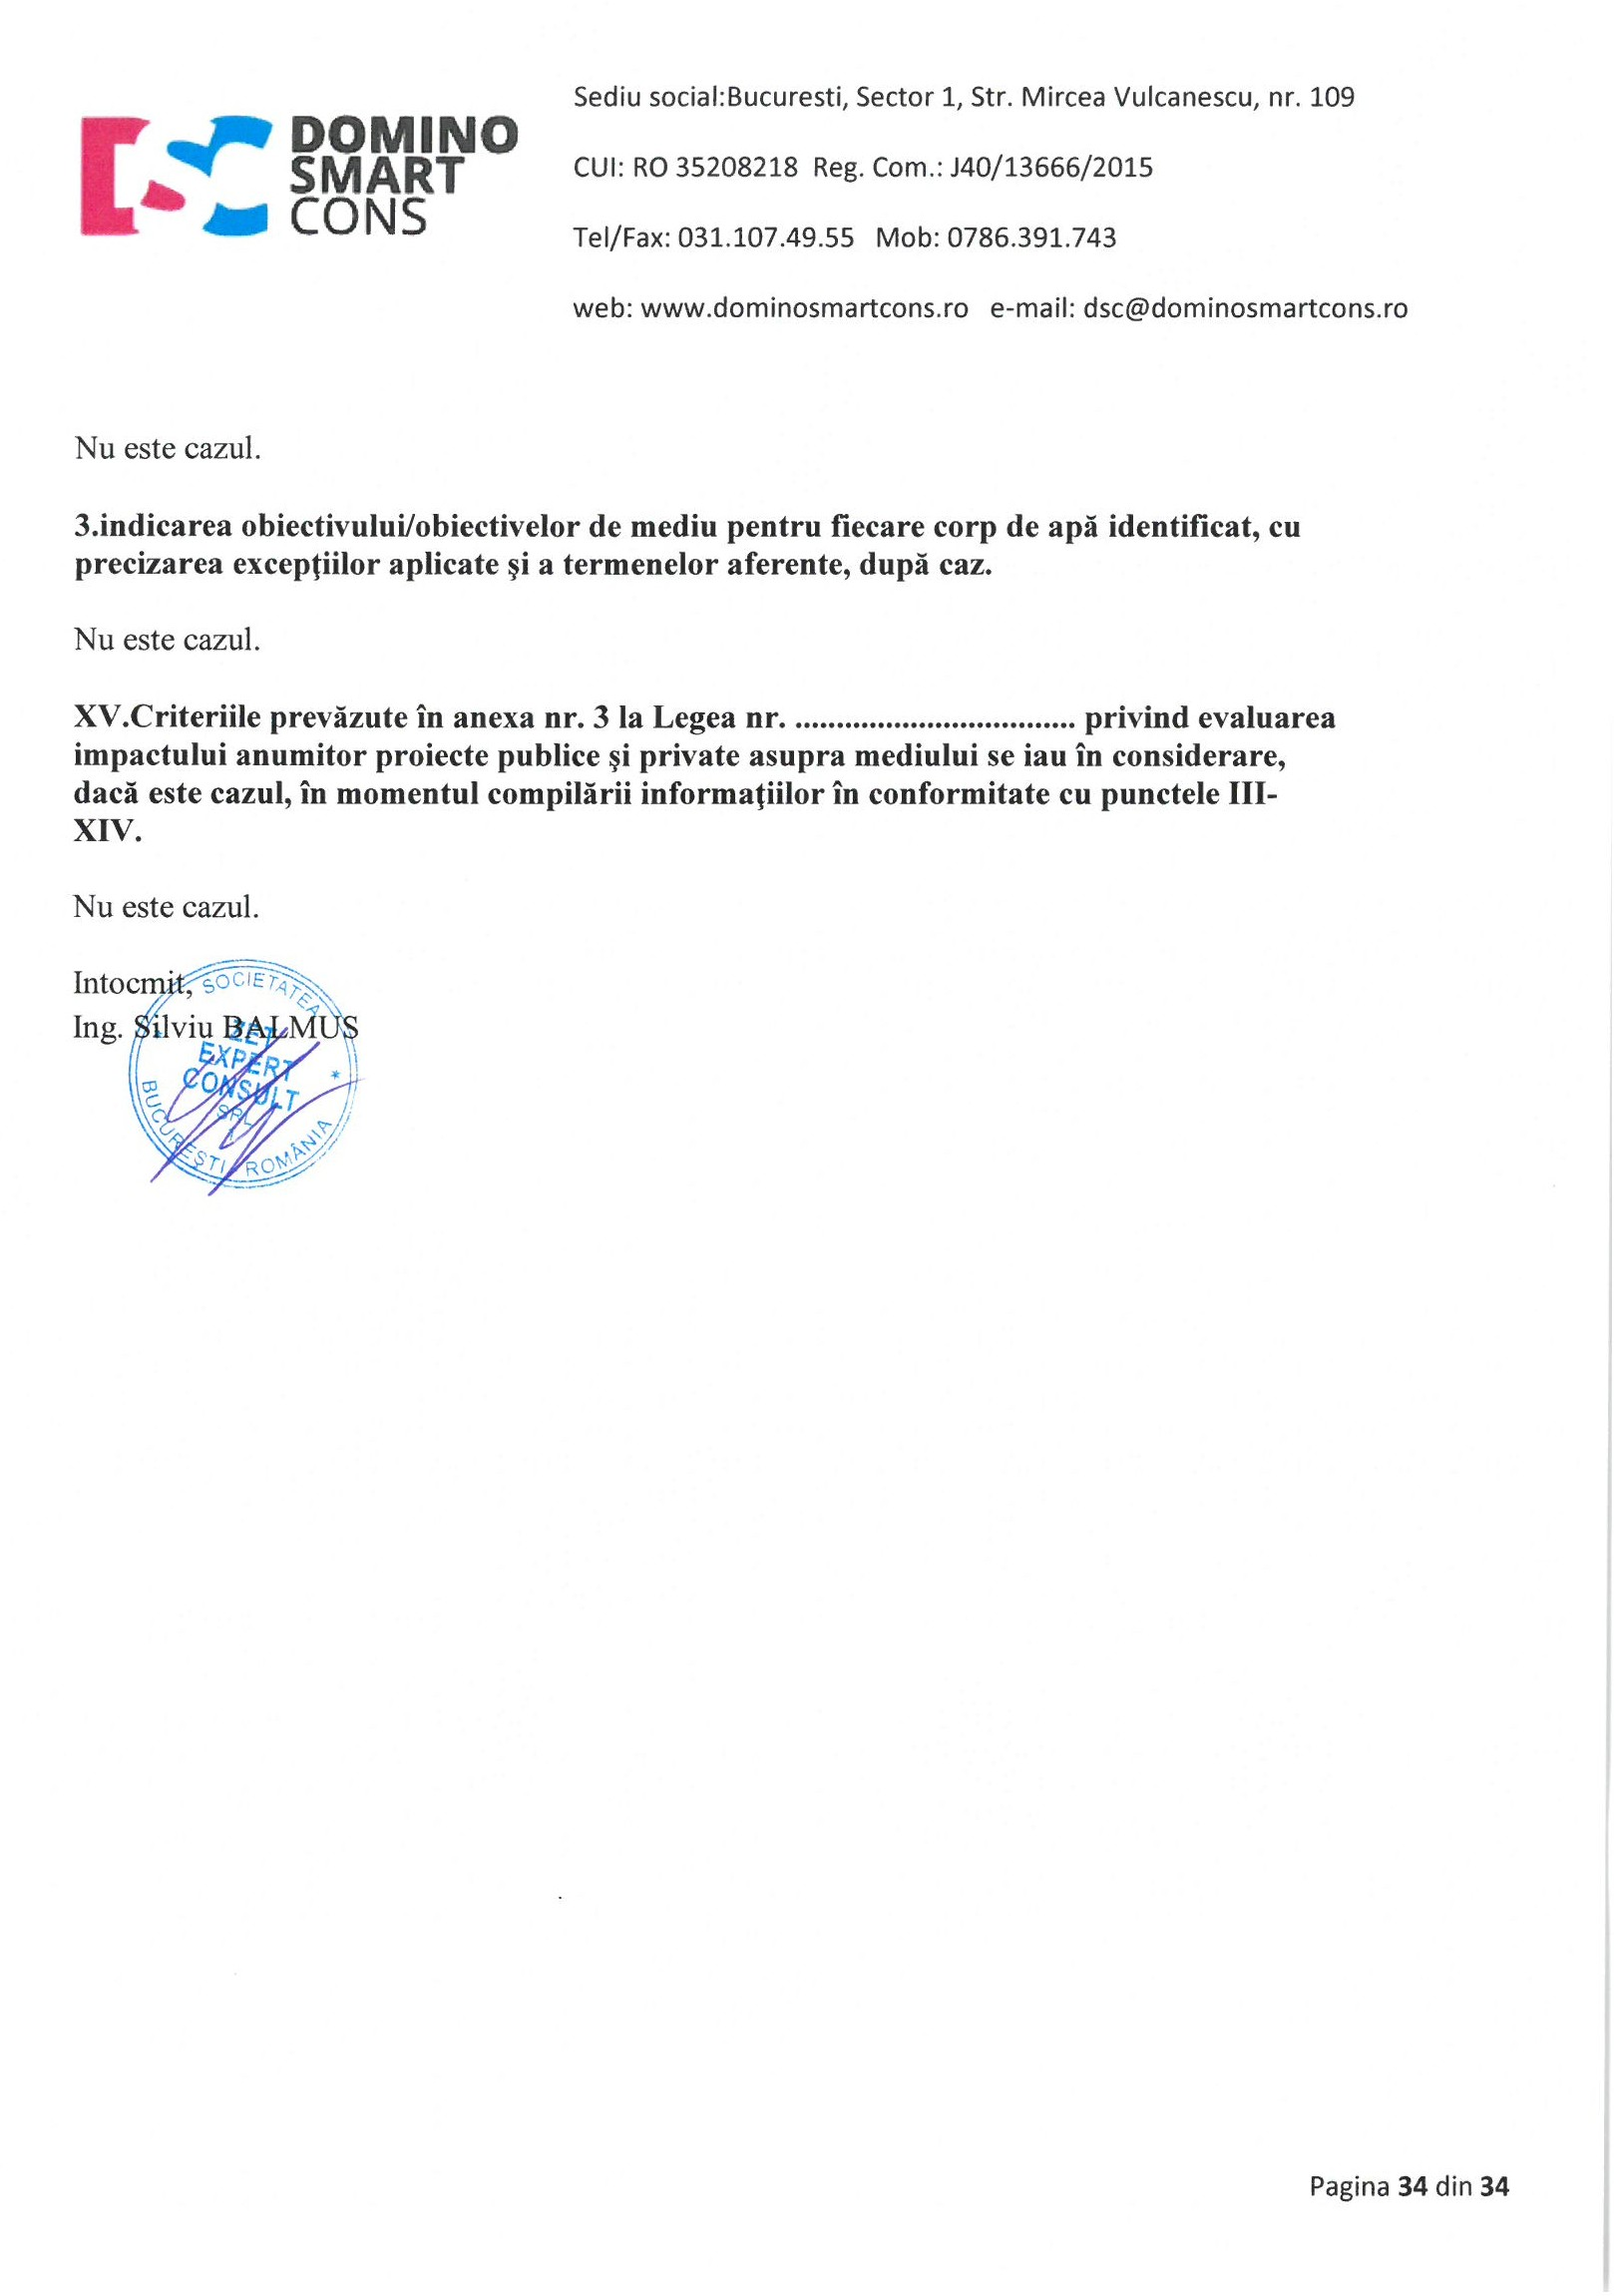 DOMINO
SMART
CONS
Sediu social:Bucuresti, Sector 1, Str. Mircea Vulcanescu, nr. 109
CUI: RO 35208218 Reg. Com.: J40/13666/2015
Tel/Fax: 031.107.49.55 Mob: 0786.391.743
web: www.dominosmartcons.ro e-mail: dsc@dominosmartcons.ro
Nu este cazul.
3.indicarea obiectivului/obiectivelor de mediu pentru fiecare corp de apă identificat, cu
precizarea excepţiilor aplicate şi a termenelor aferente, după caz.
Nu este cazul.
XV.Criteriile prevăzute în anexa nr. 3 la Legea nr. .................................. privind evaluarea
impactului anumitor proiecte publice şi private asupra mediului se iau în considerare,
dacă este cazul, în momentul compilării informaţiilor în conformitate cu punctele III-
XIV.
Nu este cazul.
Intocmit,
Ing. Silviu BALMUS
SOCIETATEA
ZET
EXPERT
CONSULT
SRL
BUCUREŞTI ROMÂNIA
Pagina 34 din 34